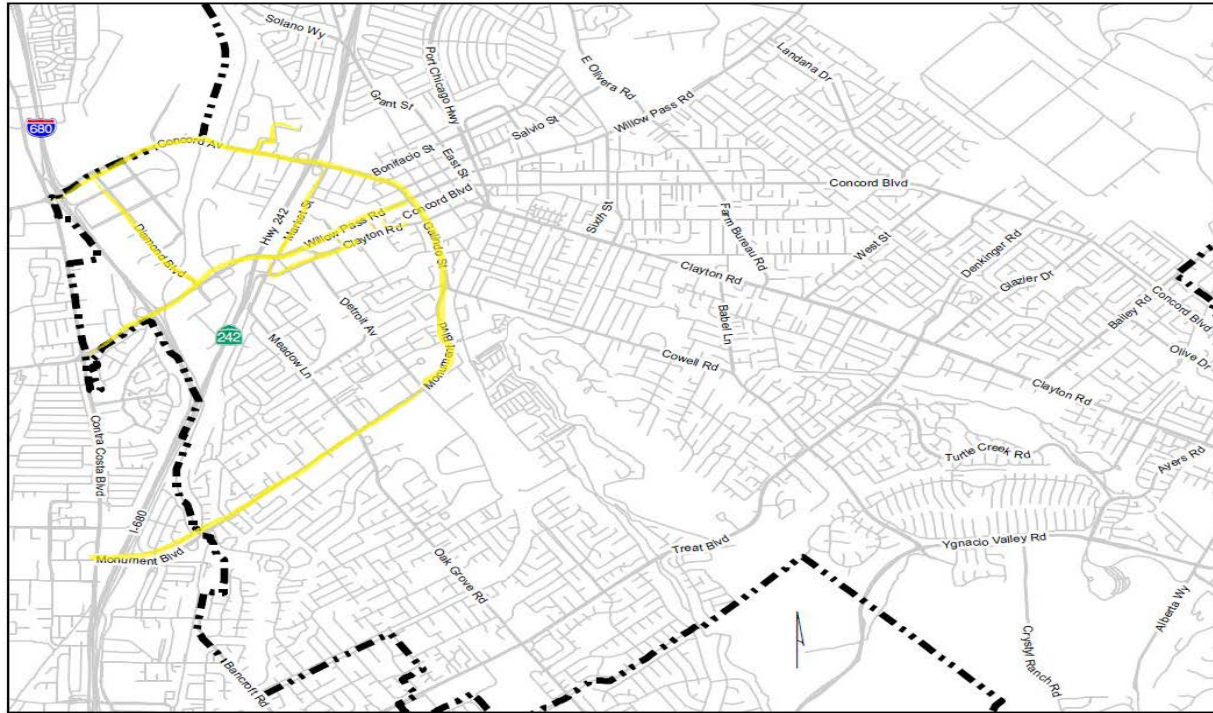 Solano Wy
Port Chicago Hwy
E Olivera Rd
Landana Dr
Grant St
Salvio St
Willow Pass Rd
680
Concord Av
Bonifacio St
East St
Concord Blvd
Concord Blvd
Market St
Hwy 242
Willow Pass Rd
Clayton Rd
Galindo St
Sixth St
Farm Bureau Rd
West St
Denkinger Rd
Diamond Blvd
Clayton Rd
Glazier Dr
Bailey Rd
Concord Blvd
242
Detroit Av
Meadow Ln
Monument Blvd
Babel Ln
Cowell Rd
Olive Dr
Clayton Rd
Contra Costa Blvd
Turtle Creek Rd
Ayers Rd
I-680
Monument Blvd
Treat Blvd
Ygnacio Valley Rd
Oak Grove Rd
Bancroft Rd
Crystyl Ranch Rd
Alberta Wy